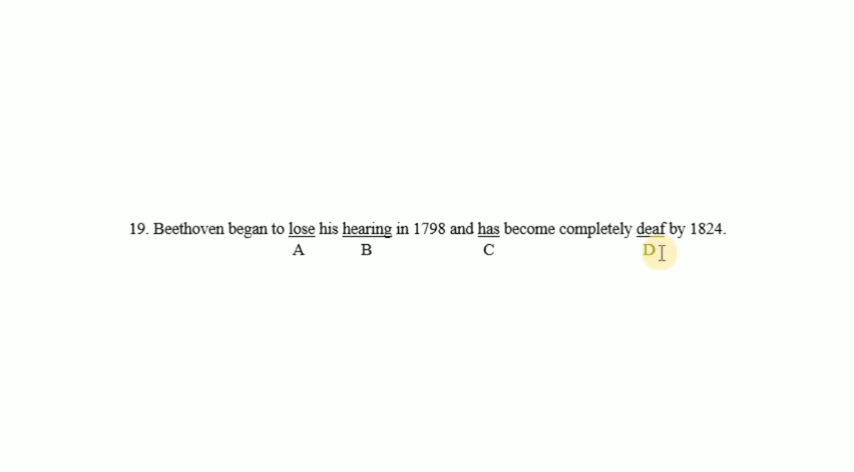 19. Beethoven began to lose his hearing in 1798 and has become completely deaf by 1824.
A B C D